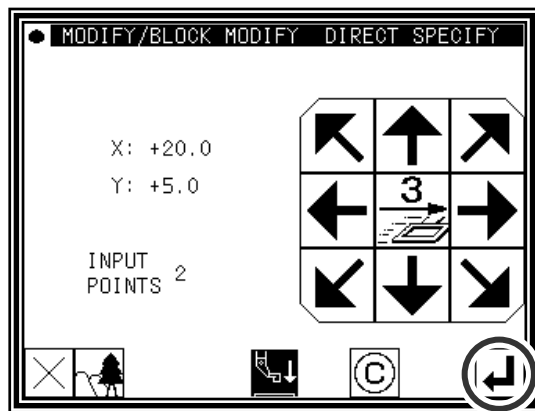 MODIFY/BLOCK MODIFY DIRECT SPECIFY
X: +20.0
Y: +5.0
3
INPUT
POINTS 2
C